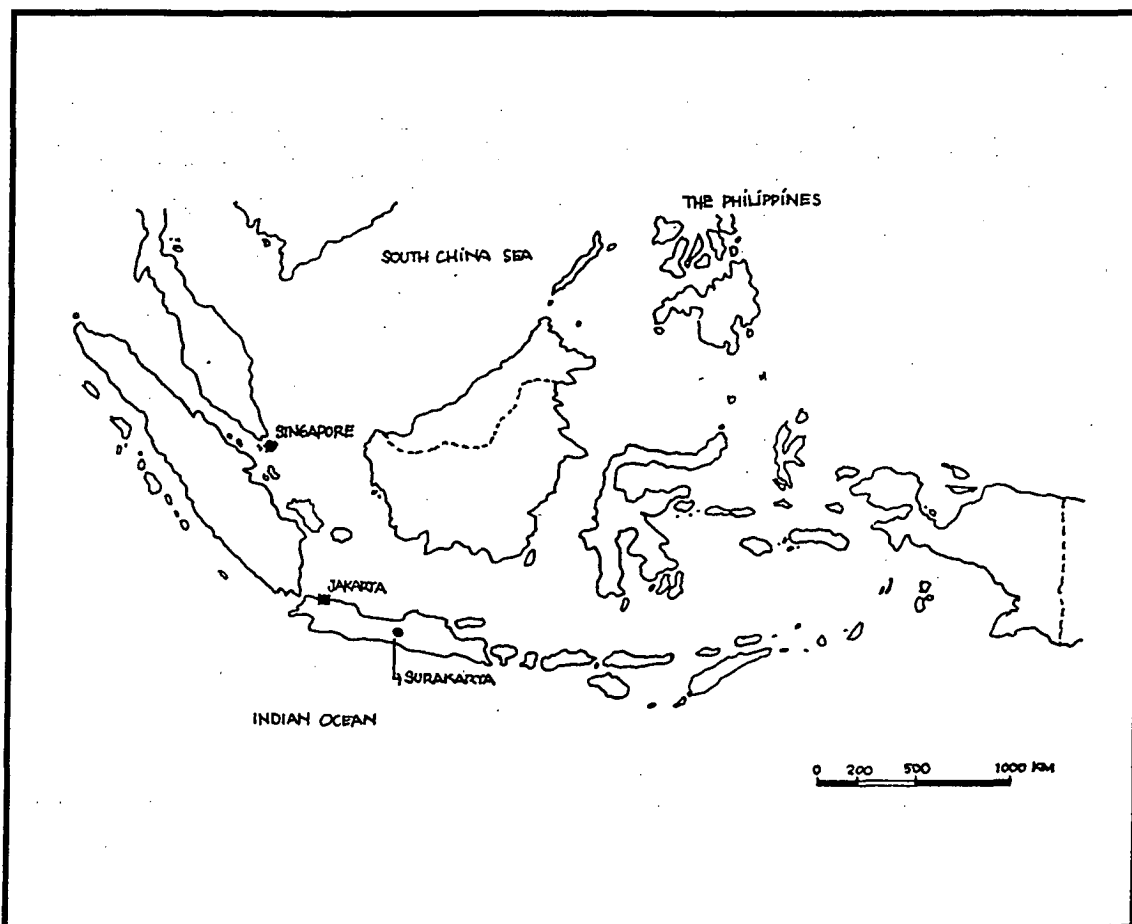 THE PHILIPPINES
SOUTH CHINA SEA
SINGAPORE
JAKARTA
SURAKARTA
INDIAN OCEAN
0 200 500 1000 KM